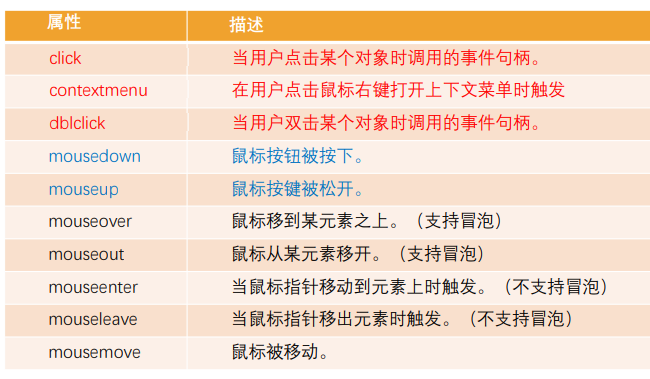 属性 描述
click 当用户点击某个对象时调用的事件句柄。
contextmenu 在用户点击鼠标右键打开上下文菜单时触发
dblclick 当用户双击某个对象时调用的事件句柄。
mousedown 鼠标按钮被按下。
mouseup 鼠标按键被松开。
mouseover 鼠标移到某元素之上。（支持冒泡）
mouseout 鼠标从某元素移开。（支持冒泡）
mouseenter 当鼠标指针移动到元素上时触发。（不支持冒泡）
mouseleave 当鼠标指针移出元素时触发。（不支持冒泡）
mousemove 鼠标被移动。